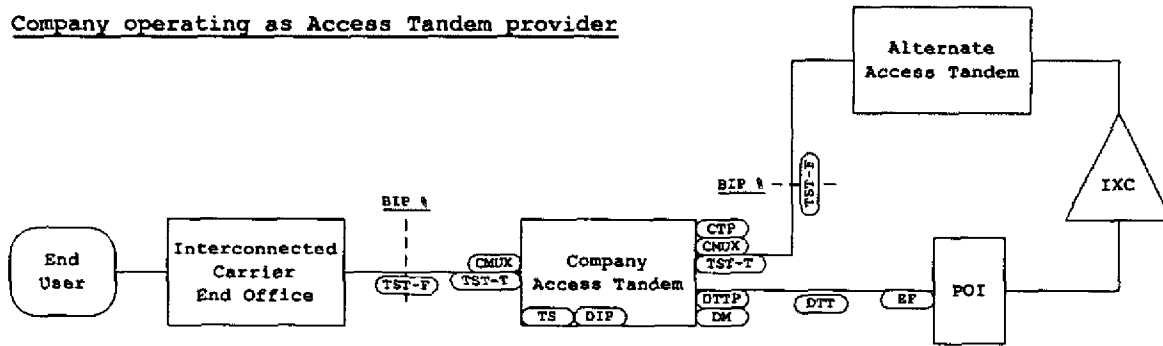 Company operating as Access Tandem provider
Alternate
Access Tandem
IXC
BIP %
TST-F
BIP %
End
User
Interconnected
Carrier
End Office
TST-F
CMUX
TST-T
Company
Access Tandem
TS
DIP
CTP
CMUX
TST-T
DTTP
DM
DTT
EF
POI